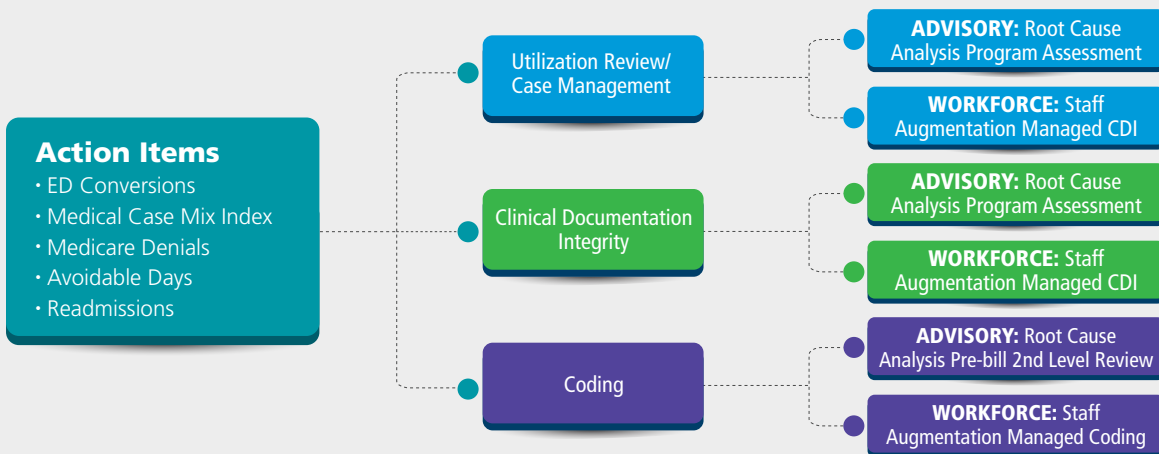 Action Items
· ED Conversions
· Medical Case Mix Index
· Medicare Denials
· Avoidable Days
· Readmissions
Utilization Review/
Case Management
ADVISORY: Root Cause
Analysis Program Assessment
WORKFORCE: Staff
Augmentation Managed CDI
Clinical Documentation
Integrity
ADVISORY: Root Cause
Analysis Program Assessment
WORKFORCE: Staff
Augmentation Managed CDI
Coding
ADVISORY: Root Cause
Analysis Pre-bill 2nd Level Review
WORKFORCE: Staff
Augmentation Managed Coding